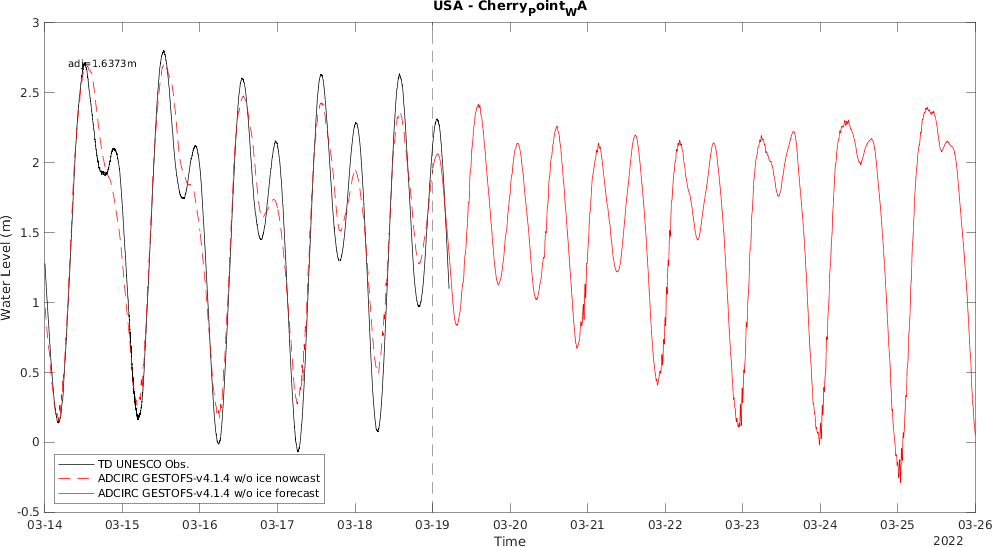 USA - CherryPointWA
adj=1.6373m
3
2.5
2
1.5
1
0.5
0
-0.5
Water Level (m)
TD UNESCO Obs.
ADCIRC GESTOFS-v4.1.4 w/o ice nowcast
ADCIRC GESTOFS-v4.1.4 w/o ice forecast
03-14 03-15 03-16 03-17 03-18 03-19 03-20 03-21 03-22 03-23 03-24 03-25 03-26
Time
2022